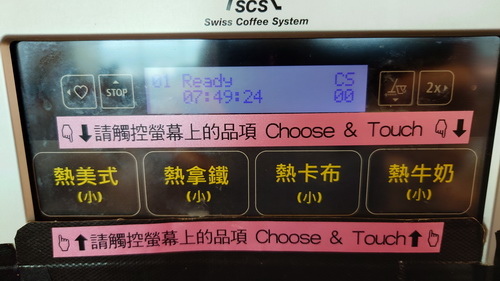 SCS
Swiss Coffee System
STOP
01 Ready CS
07:49:24 00
2x
請觸控螢幕上的品項 Choose & Touch
熱美式
(小)
熱拿鐵
(小)
熱卡布
(小)
熱牛奶
(小)
請觸控螢幕上的品項 Choose & Touch